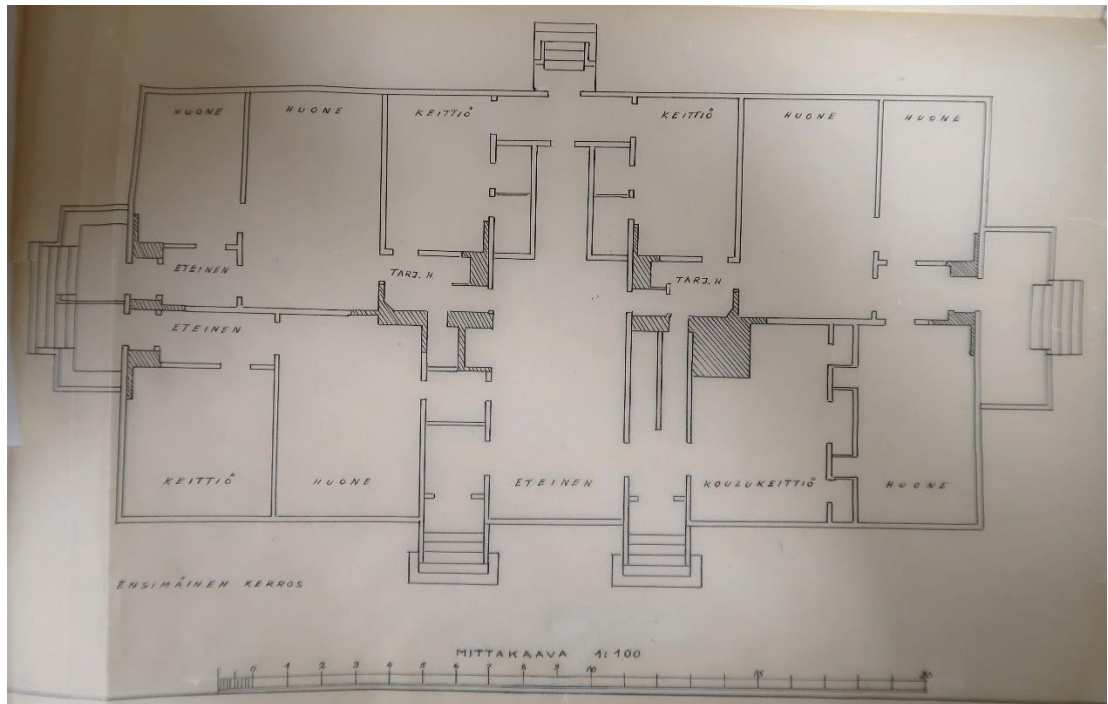 HUONE
HUONE
KEITTIÖ
KEITTIÖ
HUONE
HUONE
ETEINEN
TARJ. H
TARJ. H
ETEINEN
KEITTIÖ
HUONE
ETEINEN
KOULUKEITTIÖ
HUONE
ENSIMÄINEN KERROS
MITTAKAAVA 1:100
0 1 2 3 4 5 6 7 8 9 10 15 20